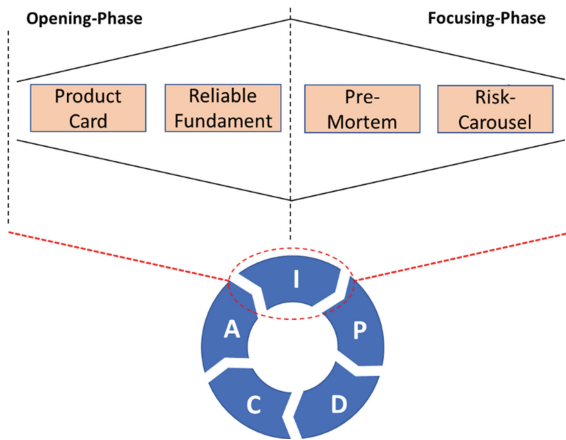 Opening-Phase
Focusing-Phase
Product
Card
Reliable
Fundament
Pre-
Mortem
Risk-
Carousel
I
A
P
C
D